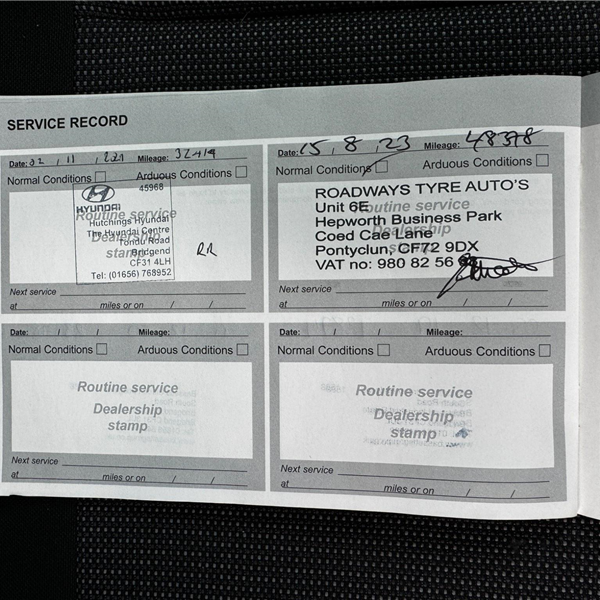 SERVICE RECORD
Date: 22 / 11 / 2021 Mileage: 32419
Normal Conditions Arduous Conditions
45968
HYUNDAI
Routine service
Hutchings Hyundai
The Hyundai Centre
Dealership
Tondu Road
stamp
Bridgend
CF31 4LH
RR
Tel: (01656) 768952
Next service
at miles or on / /
Date: 15 / 8 / 23 Mileage: 48398
Normal Conditions Arduous Conditions
ROADWAYS TYRE AUTO'S
Unit 6E
Routine service
Hepworth Business Park
Coed Cae Lane
Pontyclun, CF72 9DX
VAT no: 980 82 56
Next service
at miles or on / /
Date: / / Mileage:
Normal Conditions Arduous Conditions
Routine service
Dealership
stamp
Next service
at miles or on / /
Date: / / Mileage:
Normal Conditions Arduous Conditions
Routine service
Dealership
stamp
Next service
at miles or on / /